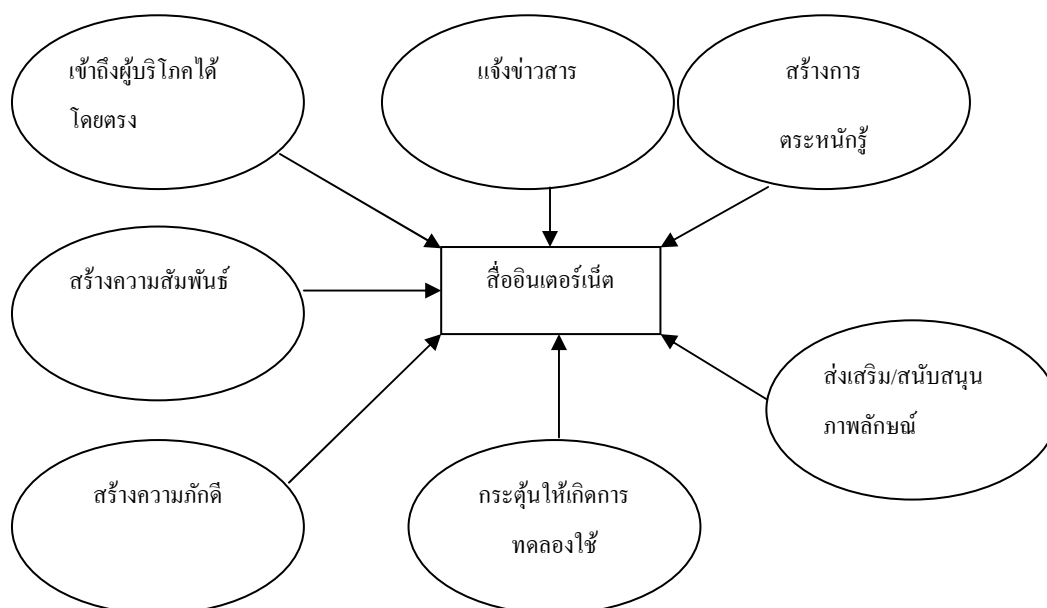 เข้าถึงผู้บริโภคได้
โดยตรง
แจ้งข่าวสาร
สร้างการ
ตระหนักรู้
สร้างความสัมพันธ์
สื่ออินเตอร์เน็ต
ส่งเสริม/สนับสนุน
ภาพลักษณ์
สร้างความภักดี
กระตุ้นให้เกิดการ
ทดลองใช้